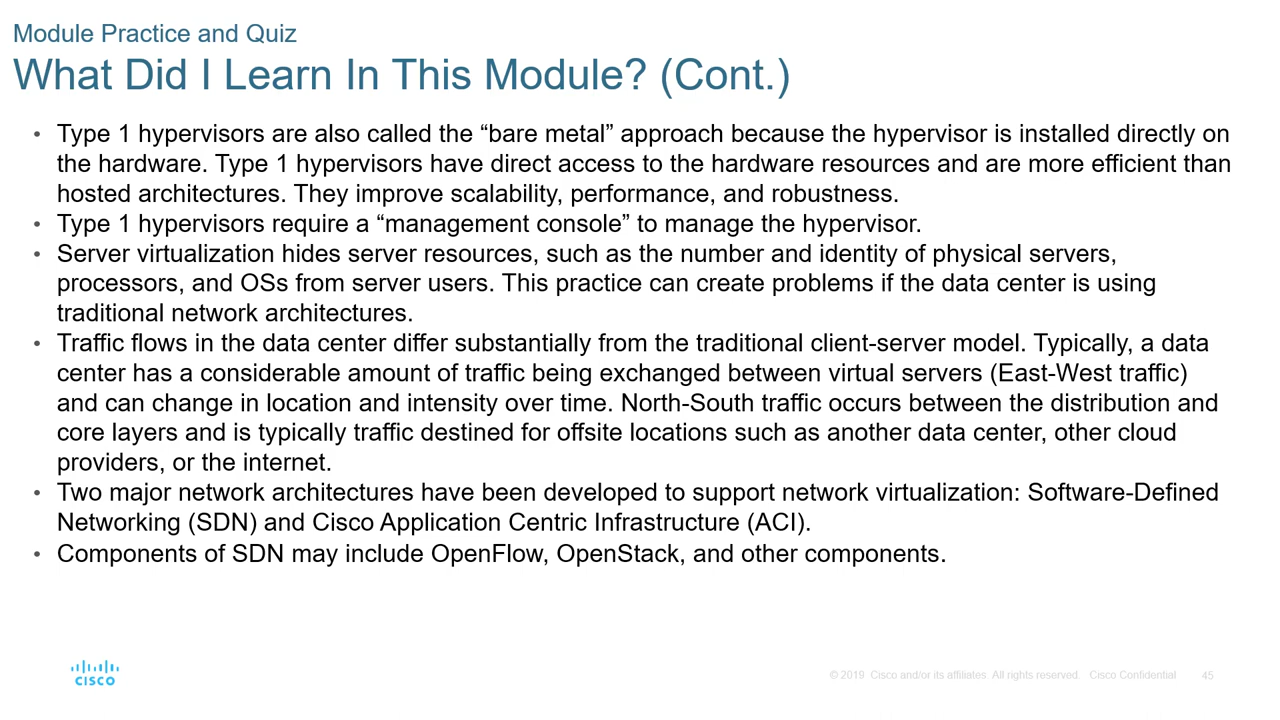 Module Practice and Quiz
What Did I Learn In This Module? (Cont.)
• Type 1 hypervisors are also called the “bare metal” approach because the hypervisor is installed directly on
the hardware. Type 1 hypervisors have direct access to the hardware resources and are more efficient than
hosted architectures. They improve scalability, performance, and robustness.
• Type 1 hypervisors require a “management console” to manage the hypervisor.
• Server virtualization hides server resources, such as the number and identity of physical servers,
processors, and OSs from server users. This practice can create problems if the data center is using
traditional network architectures.
• Traffic flows in the data center differ substantially from the traditional client-server model. Typically, a data
center has a considerable amount of traffic being exchanged between virtual servers (East-West traffic)
and can change in location and intensity over time. North-South traffic occurs between the distribution and
core layers and is typically traffic destined for offsite locations such as another data center, other cloud
providers, or the internet.
• Two major network architectures have been developed to support network virtualization: Software-Defined
Networking (SDN) and Cisco Application Centric Infrastructure (ACI).
• Components of SDN may include OpenFlow, OpenStack, and other components.
CISCO
© 2019 Cisco and/or its affiliates. All rights reserved. Cisco Confidential 45